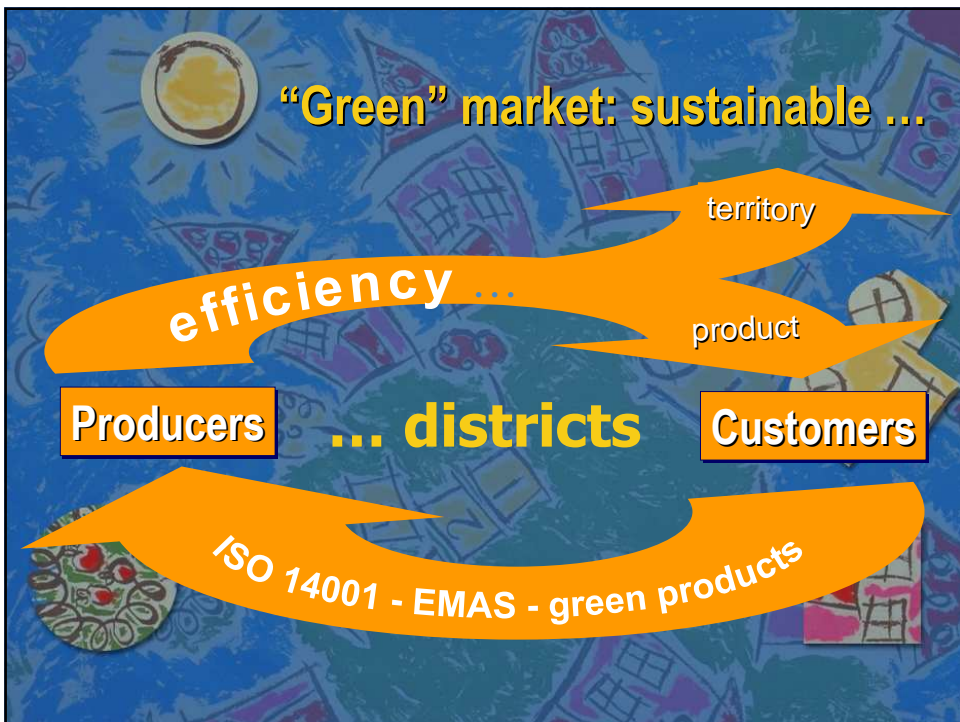 “Green” market: sustainable …
territory
efficiency …
product
Producers
… districts
Customers
ISO 14001 - EMAS - green products